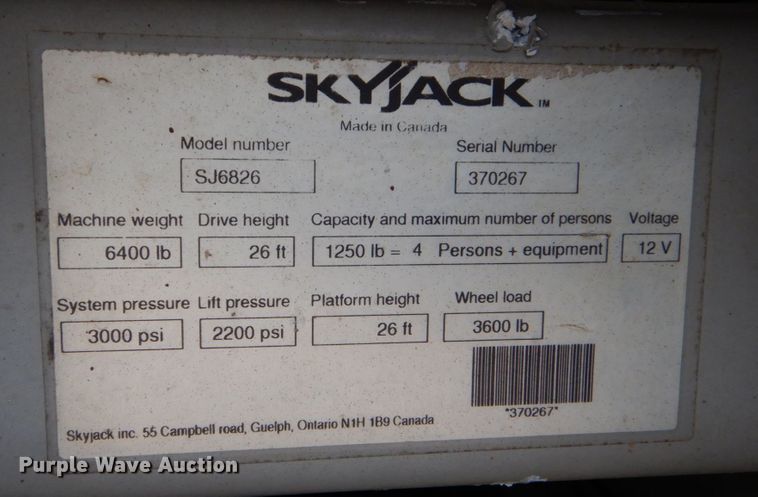 SKYJACK TM
Made in Canada
Model number Serial Number
SJ6826 370267
Machine weight Drive height Capacity and maximum number of persons Voltage
6400 lb 26 ft 1250 lb = 4 Persons + equipment 12 V
System pressure Lift pressure Platform height Wheel load
3000 psi 2200 psi 26 ft 3600 lb
*370267*
Skyjack inc. 55 Campbell road, Guelph, Ontario N1H 1B9 Canada
Purple Wave Auction